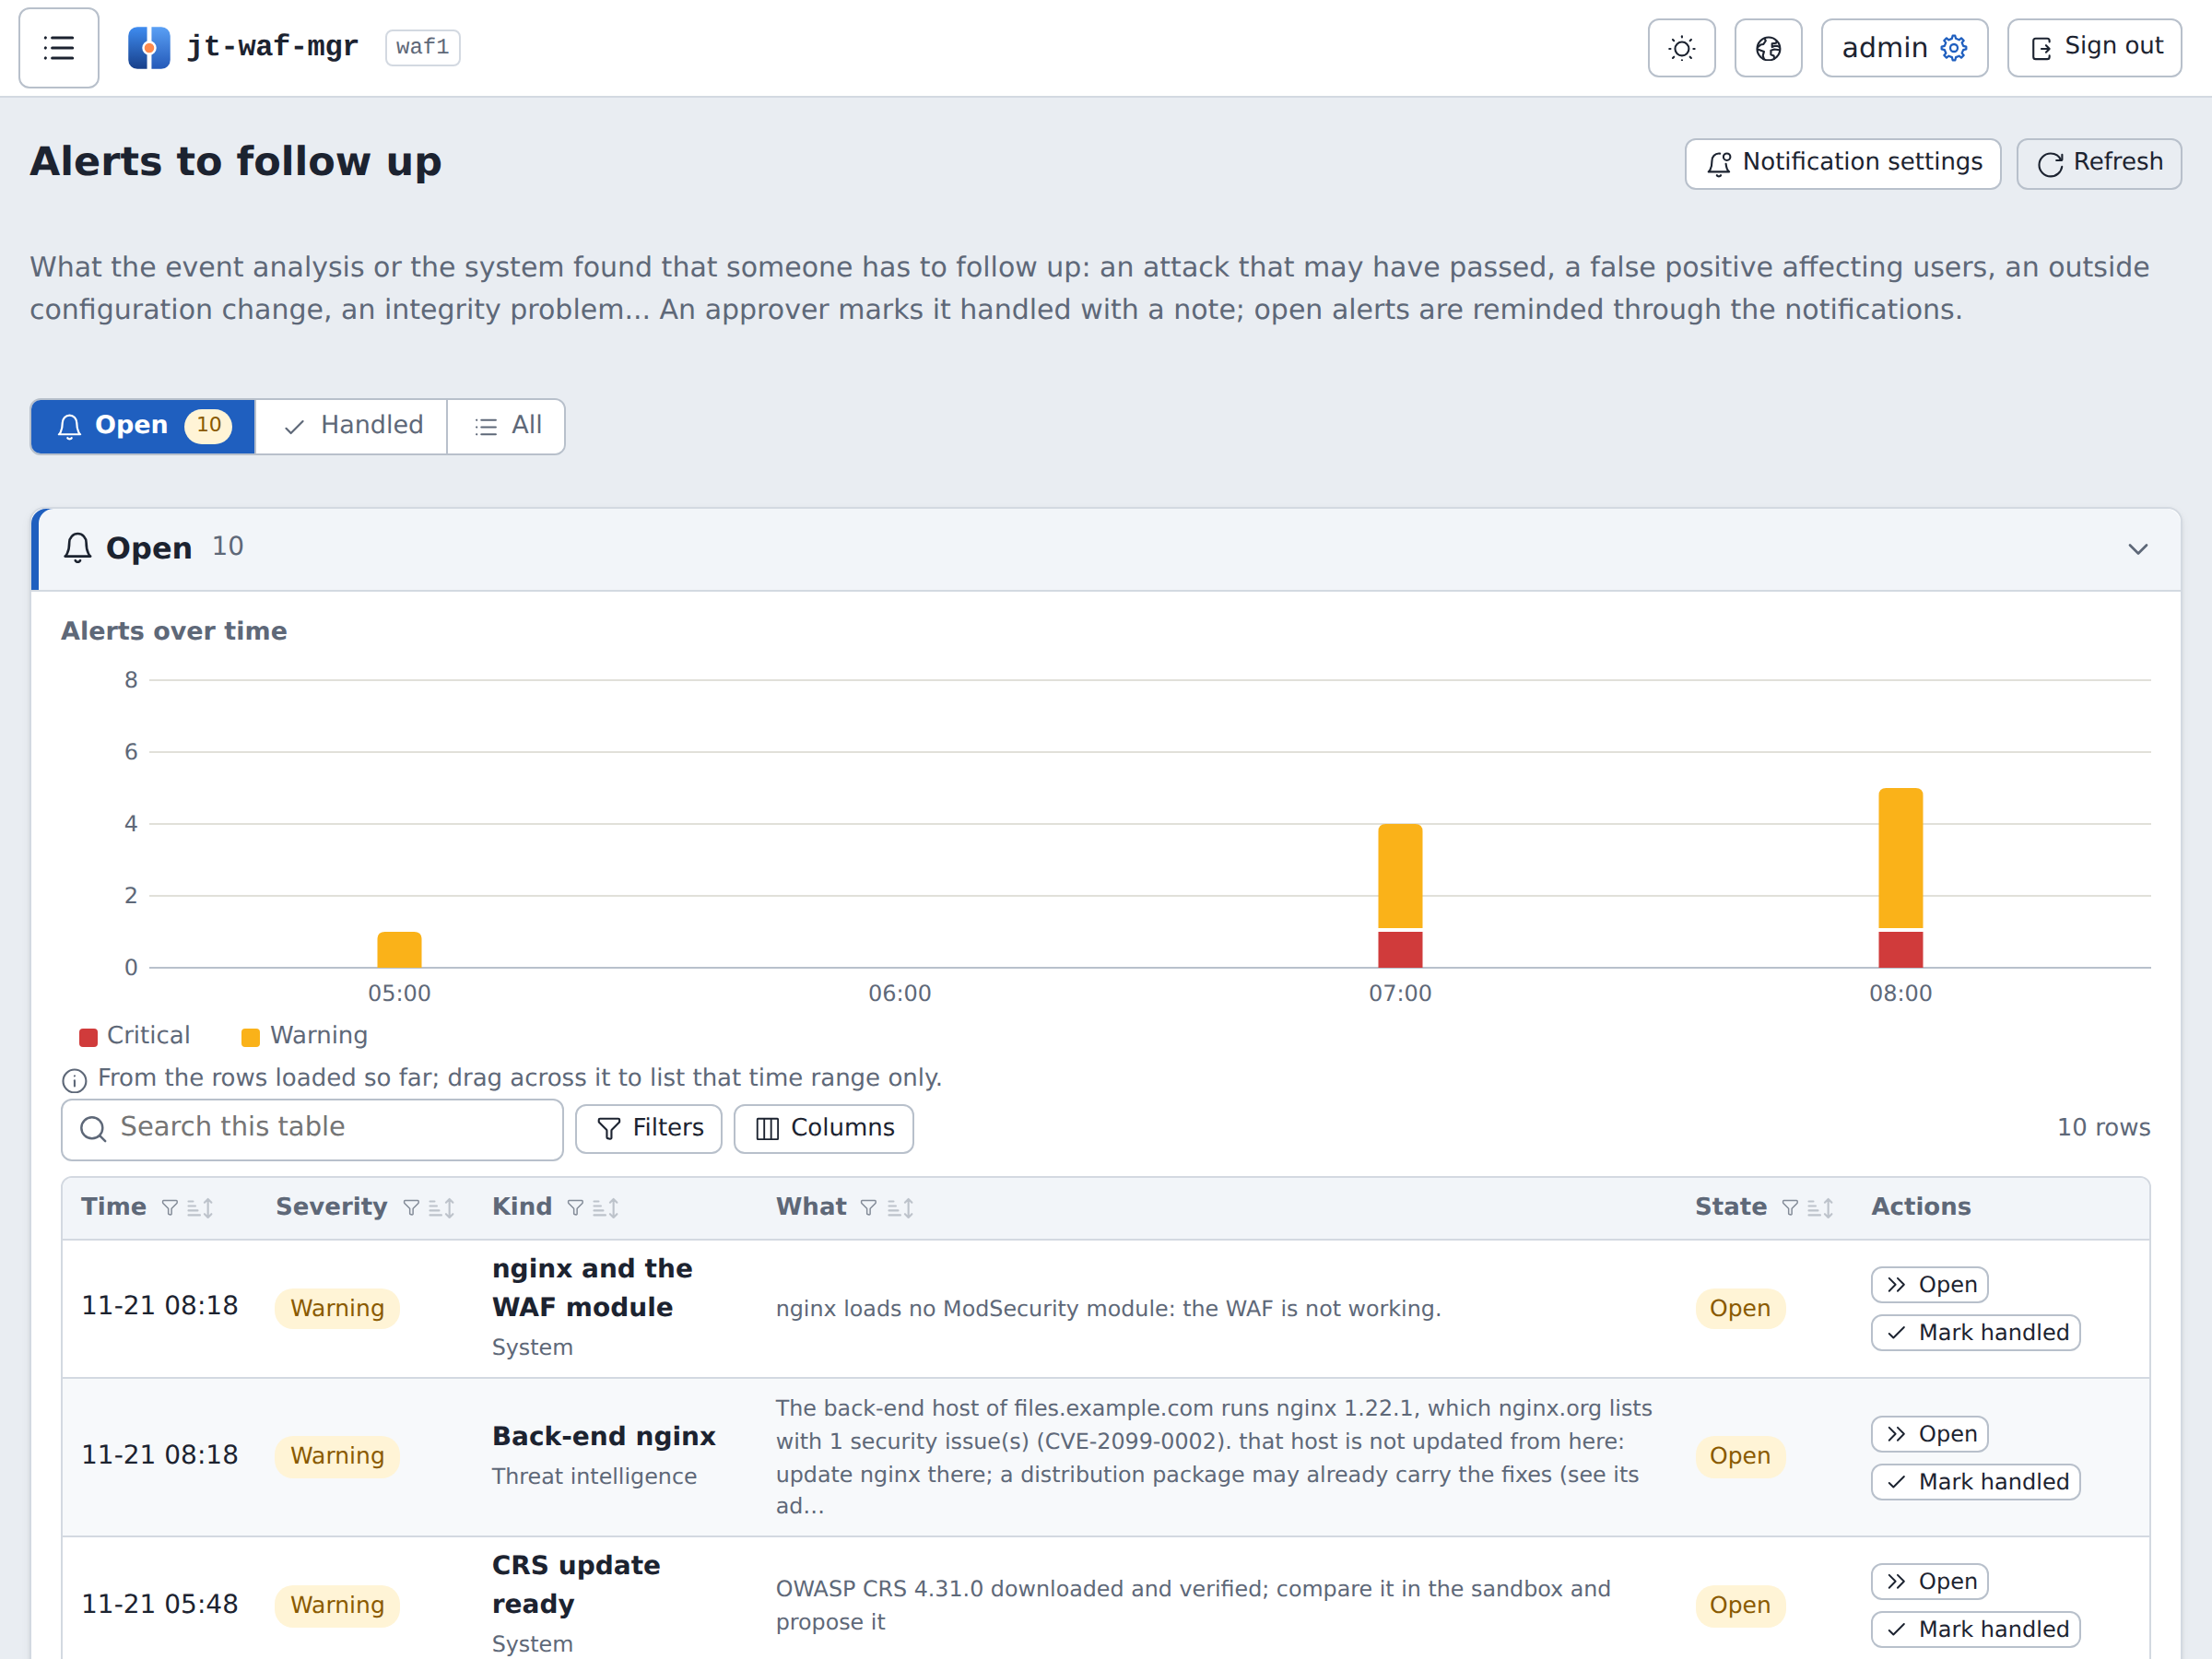 jt-waf-mgr waf1 admin Sign out
Alerts to follow up Notification settings Refresh
What the event analysis or the system found that someone has to follow up: an attack that may have passed, a false positive affecting users, an outside
configuration change, an integrity problem... An approver marks it handled with a note; open alerts are reminded through the notifications.
Open 10 Handled All
Open 10
Alerts over time
8
6
4
2
0
05:00 06:00 07:00 08:00
Critical Warning
From the rows loaded so far; drag across it to list that time range only.
Search this table Filters Columns 10 rows
Time Severity Kind What State Actions
11-21 08:18 Warning
nginx and the
WAF module
System
nginx loads no ModSecurity module: the WAF is not working.
Open
Open
Mark handled
11-21 08:18 Warning
Back-end nginx
Threat intelligence
The back-end host of files.example.com runs nginx 1.22.1, which nginx.org lists
with 1 security issue(s) (CVE-2099-0002). that host is not updated from here:
update nginx there; a distribution package may already carry the fixes (see its
ad…
Open
Open
Mark handled
11-21 05:48 Warning
CRS update
ready
System
OWASP CRS 4.31.0 downloaded and verified; compare it in the sandbox and
propose it
Open
Open
Mark handled